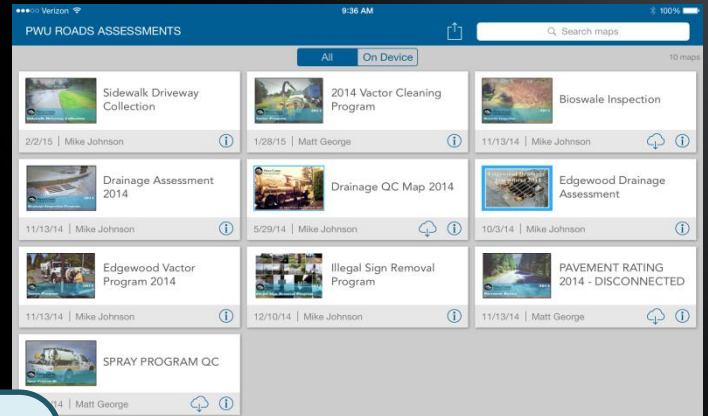 Verizon
9:36 AM
100%
PWU ROADS ASSESSMENTS
Search maps
All
On Device
10 maps
Sidewalk Driveway
Collection
2/2/15 | Mike Johnson
2014 Vactor Cleaning
Program
1/28/15 | Matt George
Bioswale Inspection
11/13/14 | Mike Johnson
Drainage Assessment
2014
11/13/14 | Mike Johnson
Drainage QC Map 2014
5/29/14 | Mike Johnson
Edgewood Drainage
Assessment
10/3/14 | Mike Johnson
Edgewood Vactor
Program 2014
11/13/14 | Mike Johnson
Illegal Sign Removal
Program
12/10/14 | Mike Johnson
PAVEMENT RATING
2014 - DISCONNECTED
11/13/14 | Matt George
SPRAY PROGRAM QC
/14 | Matt George